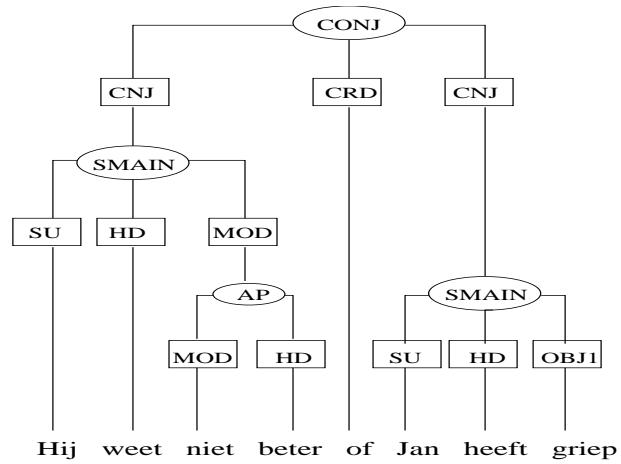 CONJ
CNJ CRD CNJ
SMAIN
SU HD MOD
AP SMAIN
MOD HD SU HD OBJ1
Hij weet niet beter of Jan heeft griep